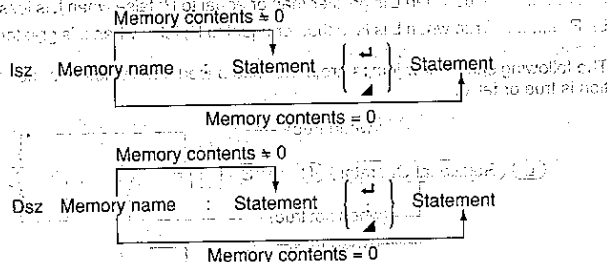 Memory contents ≠ 0
Isz Memory name : Statement { ↵ : ◢ } Statement
Memory contents = 0
Memory contents ≠ 0
Dsz Memory name : Statement { ↵ : ◢ } Statement
Memory contents = 0